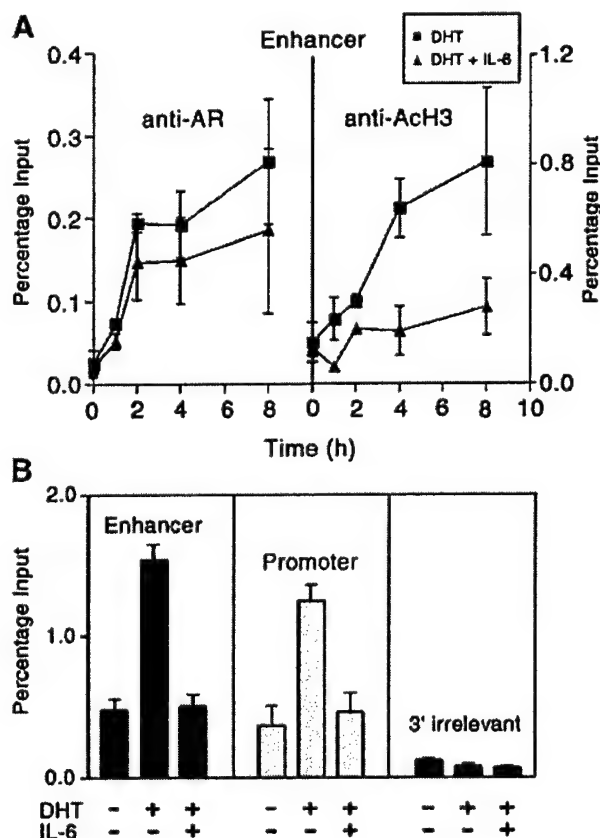 A
Enhancer
DHT
DHT + IL-6
0.4
0.3
0.2
0.1
0.0
Percentage Input
anti-AR
anti-AcH3
1.2
0.8
0.4
0.0
Percentage Input
0 2 4 6 8 0 2 4 6 8 10
Time (h)
B
2.0
1.0
0.0
Percentage Input
Enhancer
Promoter
3' irrelevant
DHT - + + - + + - + +
IL-6 - - + - - + - - +